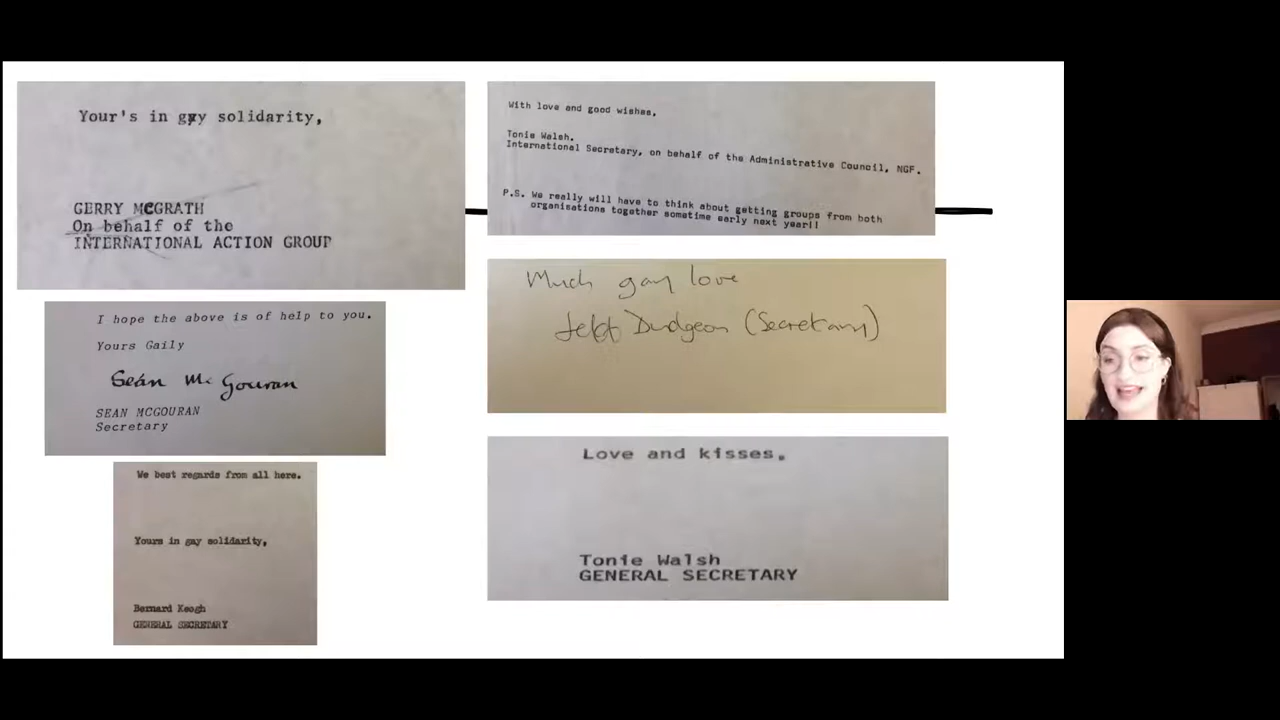 Your's in gay solidarity,
GERRY MCGRATH
On behalf of the
INTERNATIONAL ACTION GROUP
I hope the above is of help to you.
Yours Gaily
Seán Mc Gouran
SEAN MCGOURAN
Secretary
We best regards from all here.
Yours in gay solidarity,
Bernard Keogh
GENERAL SECRETARY
With love and good wishes,
Tonie Walsh.
International Secretary, on behalf of the Administrative Council, NGF.
P.S. We really will have to think about getting groups from both
organisations together sometime early next year!!
Much gay love
Jeff Dudgeon (Secretary)
Love and kisses.
Tonie Walsh
GENERAL SECRETARY